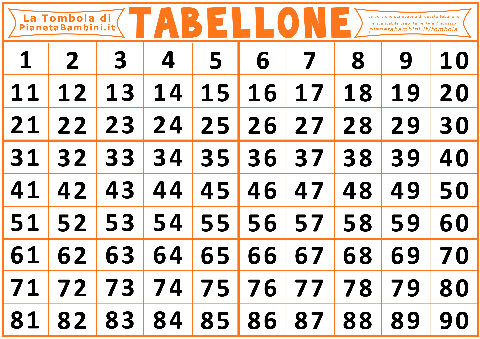 La Tombola di
PianetaBambini.it
TABELLONE
1 2 3 4 5 6 7 8 9 10
11 12 13 14 15 16 17 18 19 20
21 22 23 24 25 26 27 28 29 30
31 32 33 34 35 36 37 38 39 40
41 42 43 44 45 46 47 48 49 50
51 52 53 54 55 56 57 58 59 60
61 62 63 64 65 66 67 68 69 70
71 72 73 74 75 76 77 78 79 80
81 82 83 84 85 86 87 88 89 90